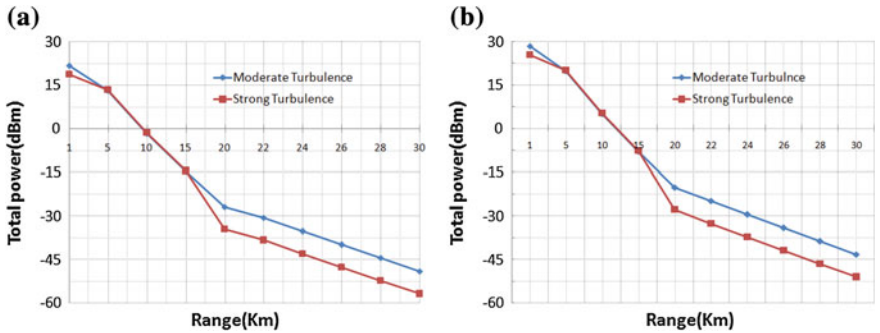 (a)
30
15
0
-15
-30
-45
-60
Total power(dBm)
Moderate Turbulence
Strong Turbulence
1 5 10 15 20 22 24 26 28 30
Range(Km)
(b)
30
15
0
-15
-30
-45
-60
Total power(dBm)
Moderate Turbulnce
Strong Turbulence
1 5 10 15 20 22 24 26 28 30
Range(Km)